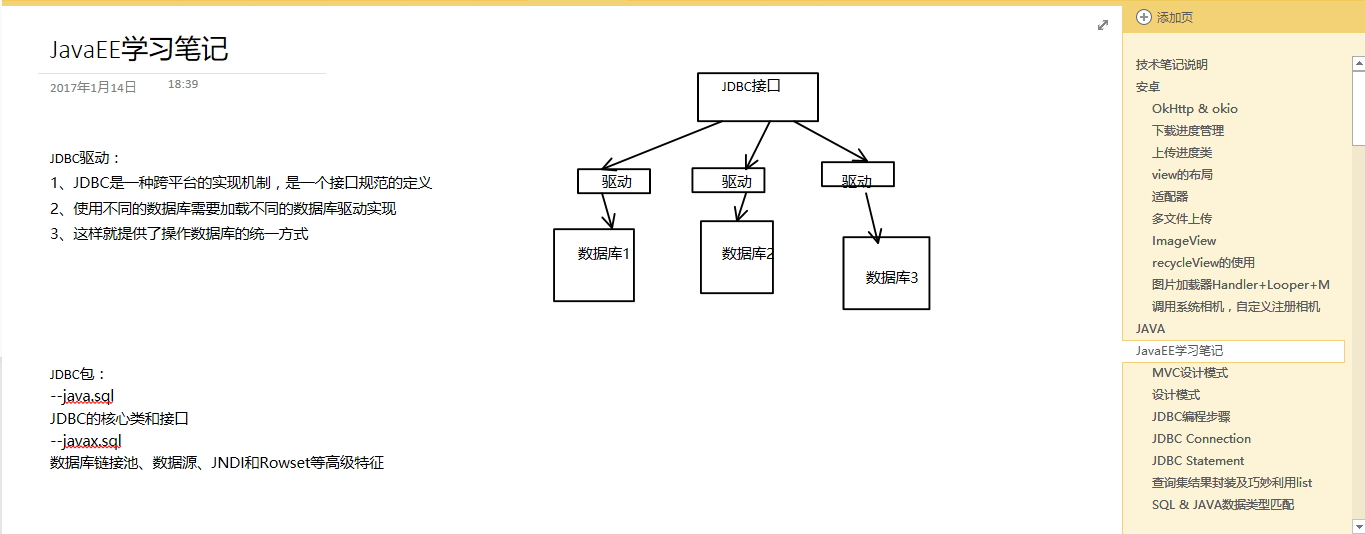 JavaEE学习笔记
2017年1月14日 18:39
JDBC驱动：
1、JDBC是一种跨平台的实现机制，是一个接口规范的定义
2、使用不同的数据库需要加载不同的数据库驱动实现
3、这样就提供了操作数据库的统一方式
JDBC接口
驱动 驱动 驱动
数据库1 数据库2 数据库3
JDBC包：
--java.sql
JDBC的核心类和接口
--javax.sql
数据库链接池、数据源、JNDI和Rowset等高级特征
添加页
技术笔记说明
安卓
OkHttp & okio
下载进度管理
上传进度类
view的布局
适配器
多文件上传
ImageView
recycleView的使用
图片加载器Handler+Looper+M
调用系统相机，自定义注册相机
JAVA
JavaEE学习笔记
MVC设计模式
设计模式
JDBC编程步骤
JDBC Connection
JDBC Statement
查询集结果封装及巧妙利用list
SQL & JAVA数据类型匹配